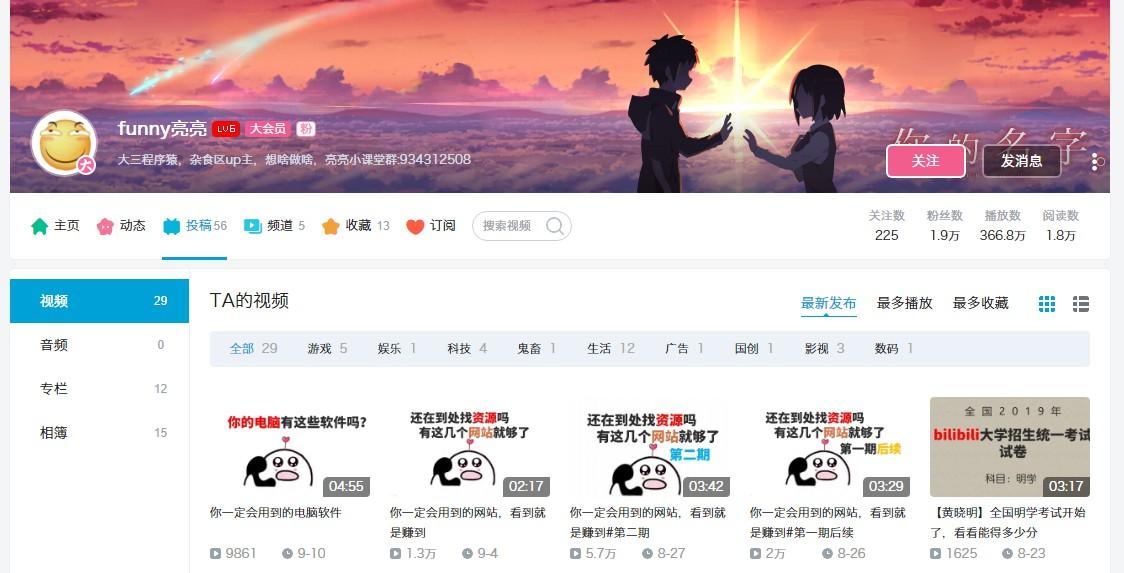 funny亮亮 LV6 大会员 粉
大
大三程序猿，杂食区up主，想啥做啥，亮亮小课堂群:934312508
你的名字
关注 发消息
主页 动态 投稿 56 频道 5 收藏 13 订阅 搜索视频
关注数 粉丝数 播放数 阅读数
225 1.9万 366.8万 1.8万
视频 29
音频 0
专栏 12
相簿 15
TA的视频
最新发布 最多播放 最多收藏
全部 29 游戏 5 娱乐 1 科技 4 鬼畜 1 生活 12 广告 1 国创 1 影视 3 数码 1
你的电脑有这些软件吗?
04:55
你一定会用到的电脑软件
9861 9-10
还在到处找资源吗
有这几个网站就够了
02:17
你一定会用到的网站，看到就
是赚到
1.3万 9-4
还在到处找资源吗
有这几个网站就够了
第二期
03:42
你一定会用到的网站，看到就
是赚到#第二期
5.7万 8-27
还在到处找资源吗
有这几个网站就够了
第一期后续
03:29
你一定会用到的网站，看到就
是赚到#第一期后续
2万 8-26
全国2019年
bilibili大学招生统一考试
试卷
科目：明学
03:17
【黄晓明】全国明学考试开始
了，看看能得多少分
1625 8-23